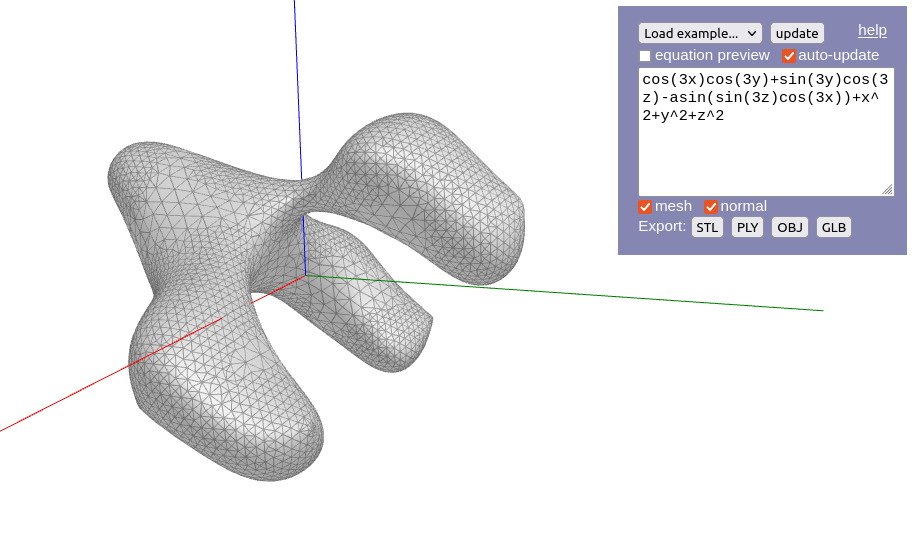 Load example... update help
equation preview auto-update
cos(3x)cos(3y)+sin(3y)cos(3
z)-asin(sin(3z)cos(3x))+x^
2+y^2+z^2
mesh normal
Export: STL PLY OBJ GLB